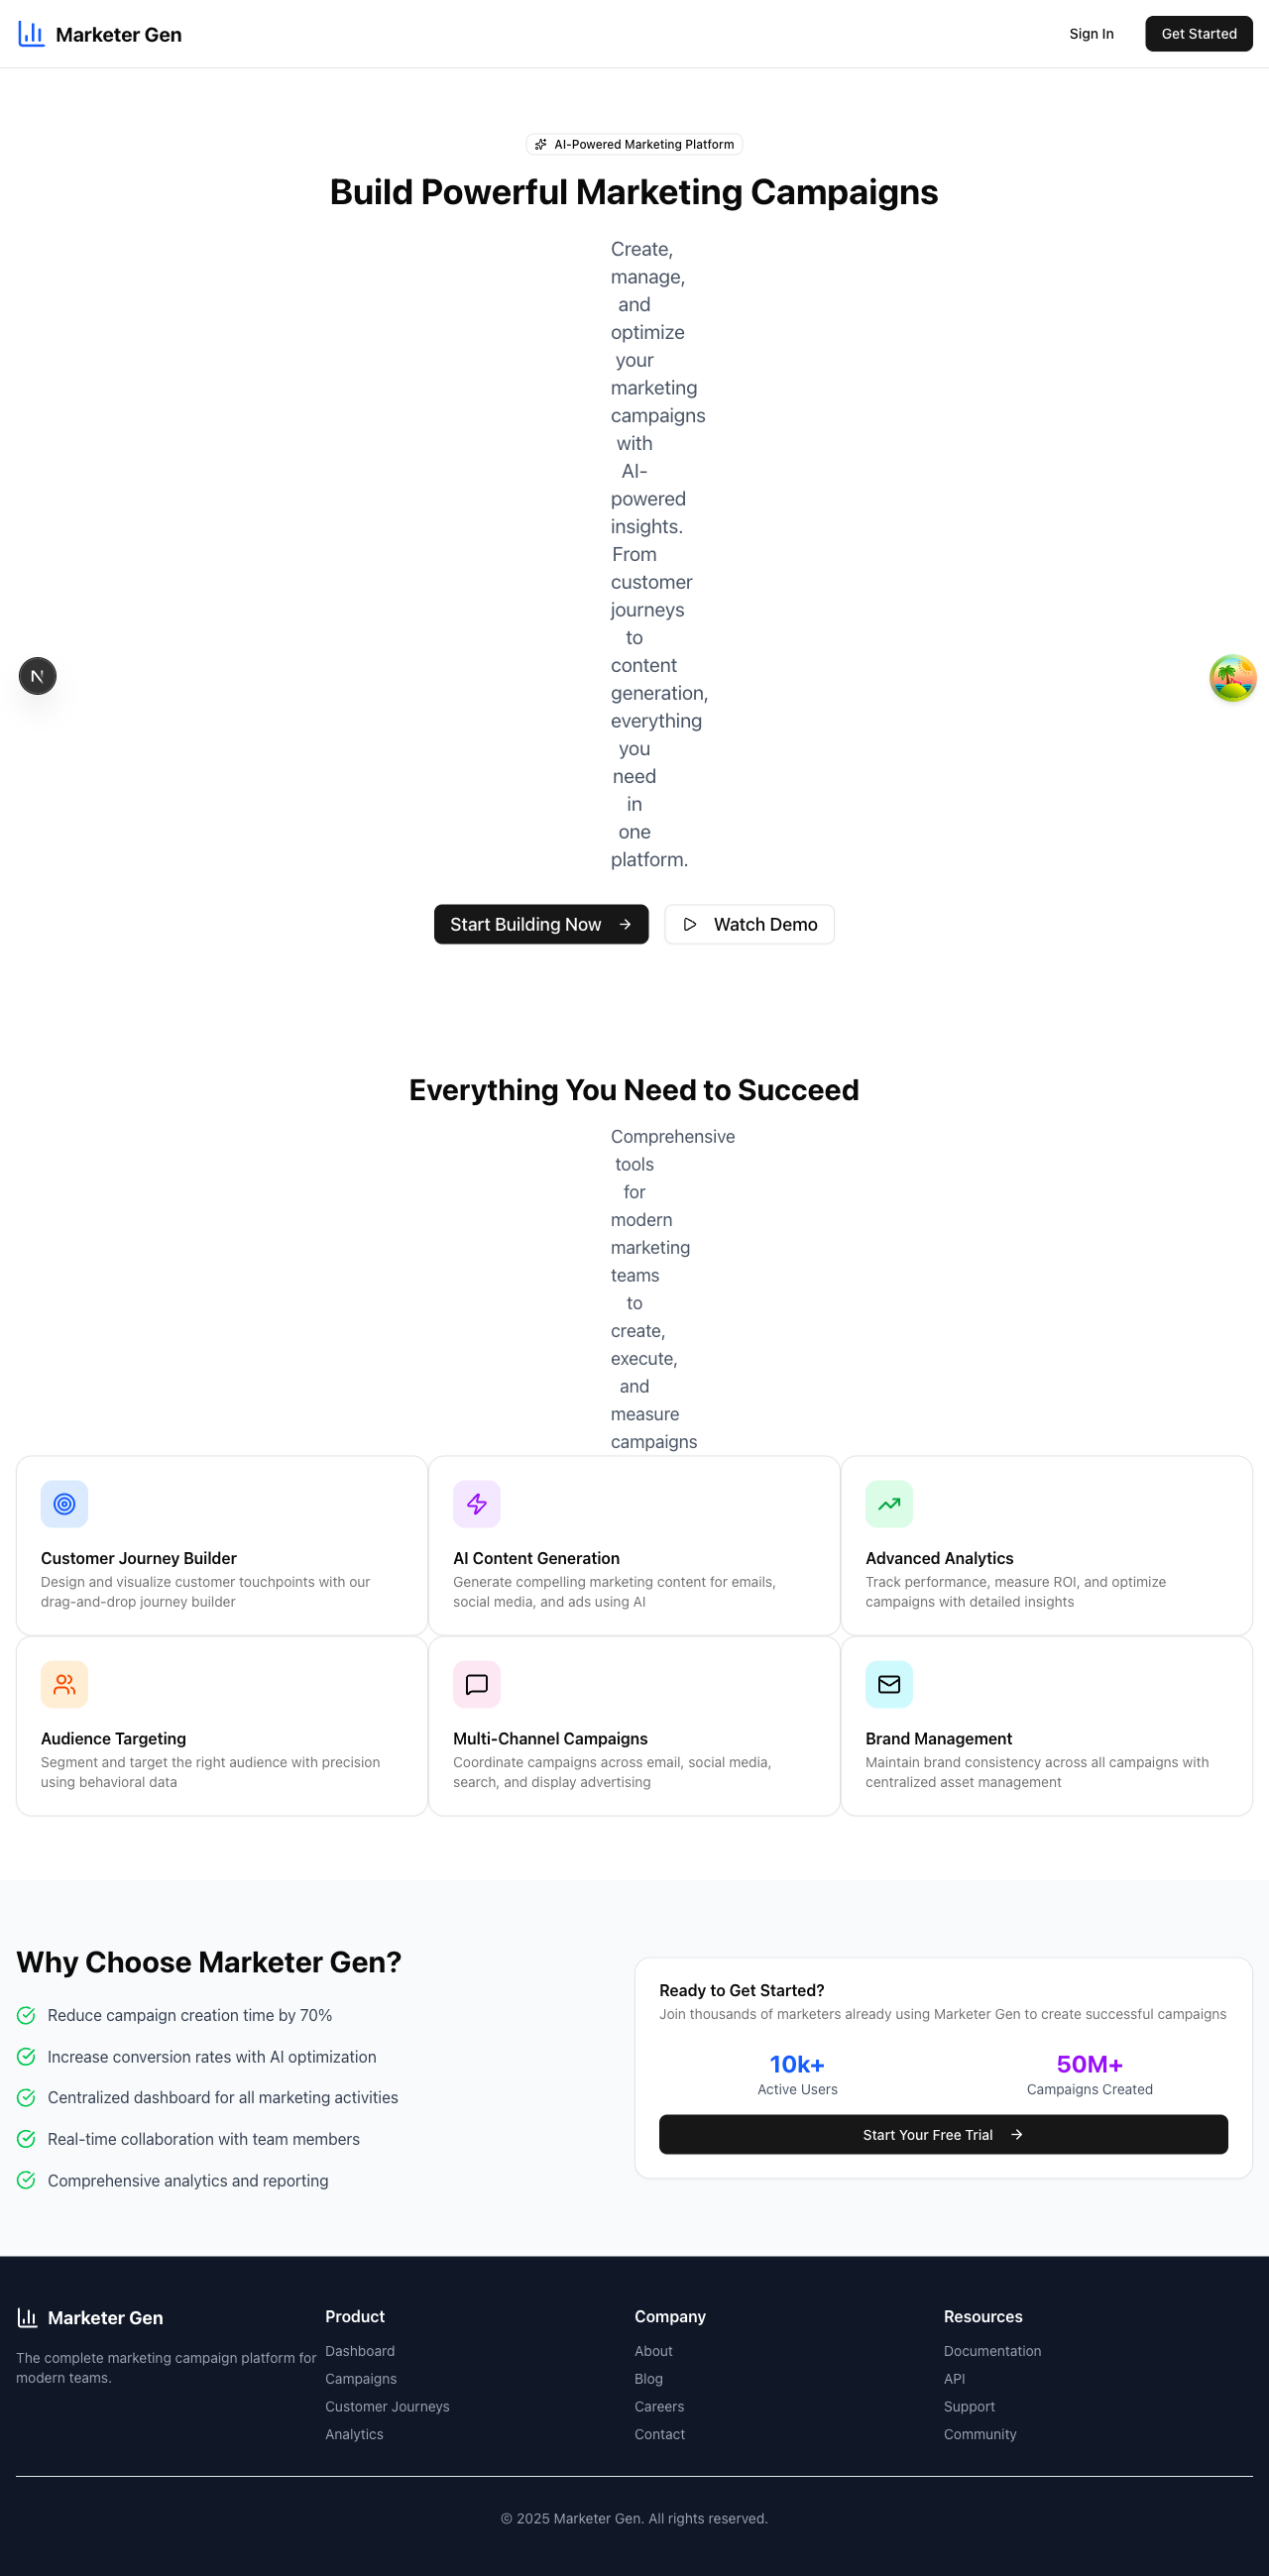 Marketer Gen
Sign In
Get Started
AI-Powered Marketing Platform
Build Powerful Marketing Campaigns
Create,
manage,
and
optimize
your
marketing
campaigns
with
AI-
powered
insights.
From
customer
journeys
to
content
generation,
everything
you
need
in
one
platform.
Start Building Now
Watch Demo
Everything You Need to Succeed
Comprehensive
tools
for
modern
marketing
teams
to
create,
execute,
and
measure
campaigns
Customer Journey Builder
Design and visualize customer touchpoints with our
drag-and-drop journey builder
AI Content Generation
Generate compelling marketing content for emails,
social media, and ads using AI
Advanced Analytics
Track performance, measure ROI, and optimize
campaigns with detailed insights
Audience Targeting
Segment and target the right audience with precision
using behavioral data
Multi-Channel Campaigns
Coordinate campaigns across email, social media,
search, and display advertising
Brand Management
Maintain brand consistency across all campaigns with
centralized asset management
Why Choose Marketer Gen?
Reduce campaign creation time by 70%
Increase conversion rates with AI optimization
Centralized dashboard for all marketing activities
Real-time collaboration with team members
Comprehensive analytics and reporting
Ready to Get Started?
Join thousands of marketers already using Marketer Gen to create successful campaigns
10k+
Active Users
50M+
Campaigns Created
Start Your Free Trial
Marketer Gen
The complete marketing campaign platform for
modern teams.
Product
Dashboard
Campaigns
Customer Journeys
Analytics
Company
About
Blog
Careers
Contact
Resources
Documentation
API
Support
Community
© 2025 Marketer Gen. All rights reserved.